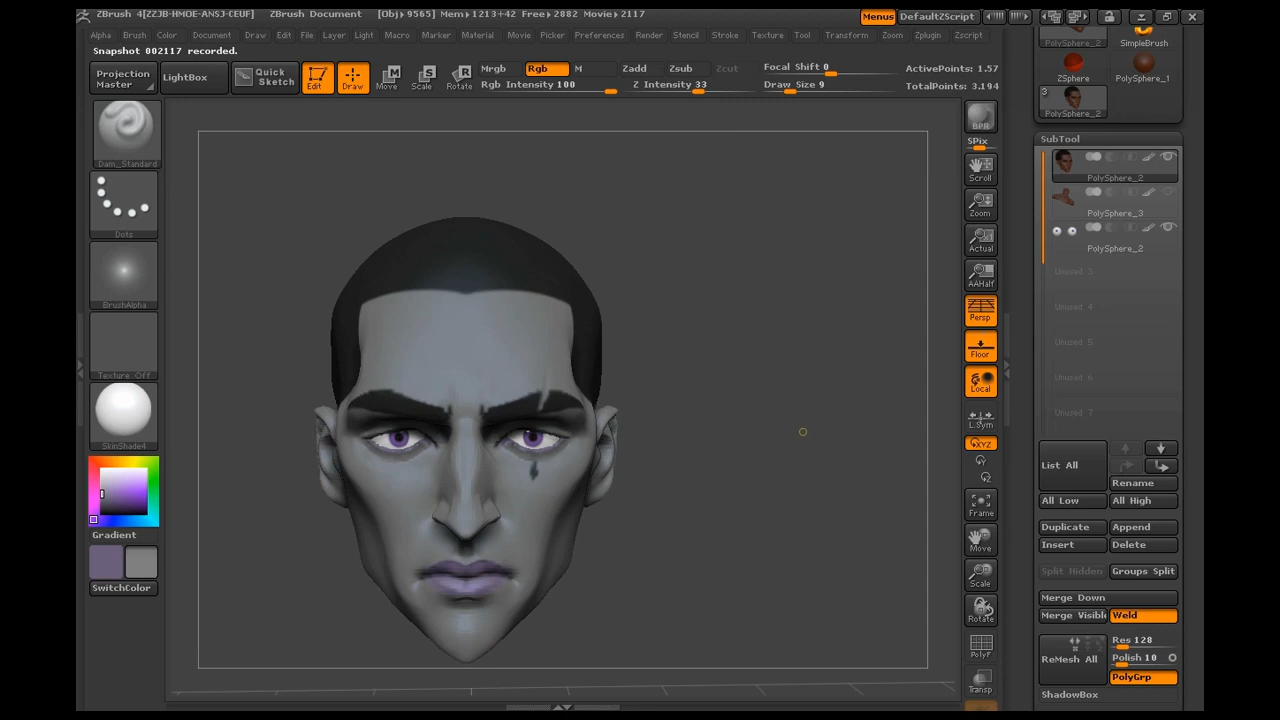 ZBrush 4[ZZJB-HMOE-ANSJ-CEUF] ZBrush Document [Obj▸9565] Mem▸1213+42 Free▸2882 Movie▸2117 Menus DefaultZScript
Alpha Brush Color Document Draw Edit File Layer Light Macro Marker Material Movie Picker Preferences Render Stencil Stroke Texture Tool Transform Zoom Zplugin Zscript
Snapshot 002117 recorded.
Projection Master
LightBox
Quick Sketch
Edit
Draw
Move
Scale
Rotate
Mrgb Rgb M Zadd Zsub Zcut
Rgb Intensity 100 Z Intensity 33
Focal Shift 0
Draw Size 9
ActivePoints: 1.57
TotalPoints: 3.194
Dam_Standard
Dots
BrushAlpha
Texture Off
SkinShade4
Gradient
SwitchColor
BPR
SPix
Scroll
Zoom
Actual
AAHalf
Persp
Floor
Local
L.Sym
XYZ
Y
Z
Frame
Move
Scale
Rotate
PolyF
Transp
PolySphere_2 SimpleBrush
ZSphere PolySphere_1
3
PolySphere_2
SubTool
PolySphere_2
PolySphere_3
PolySphere_2
Unused 3
Unused 4
Unused 5
Unused 6
Unused 7
List All
Rename
All Low All High
Duplicate Append
Insert Delete
Split Hidden Groups Split
Merge Down
Merge Visibl Weld
ReMesh All
Res 128
Polish 10
PolyGrp
ShadowBox